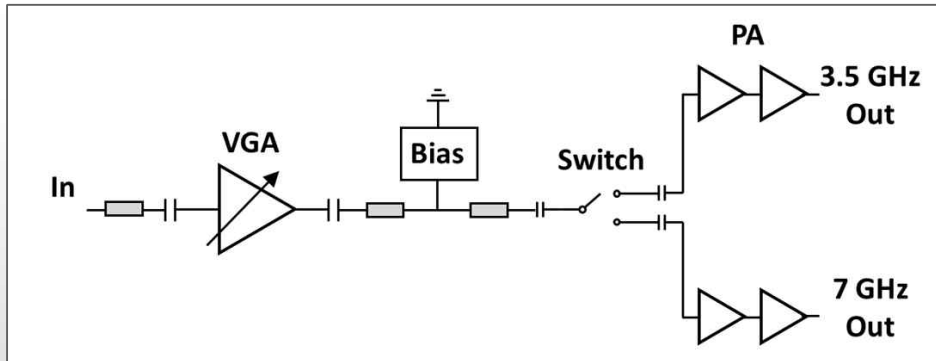 PA
3.5 GHz
Out
VGA
Bias
Switch
In
7 GHz
Out